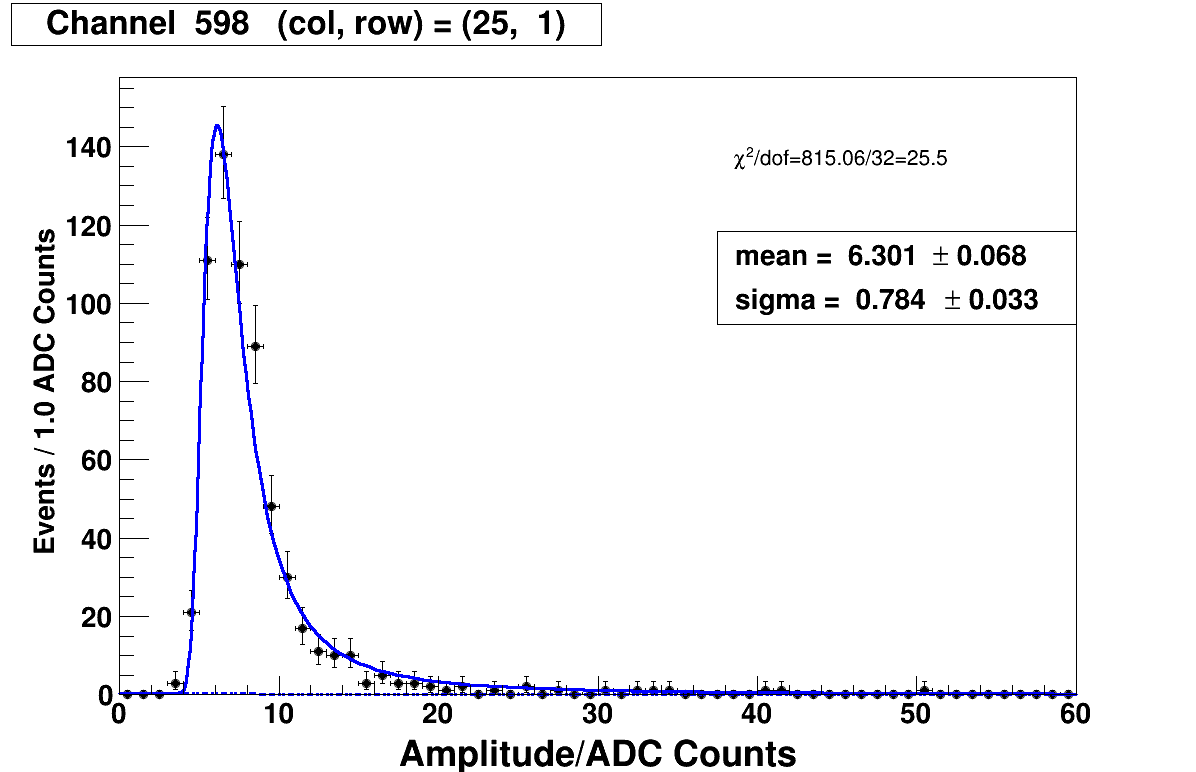 Channel 598 (col, row) = (25, 1)
χ²/dof=815.06/32=25.5
mean = 6.301 ± 0.068
sigma = 0.784 ± 0.033
Events / 1.0 ADC Counts
140
120
100
80
60
40
20
0
0 10 20 30 40 50 60
Amplitude/ADC Counts